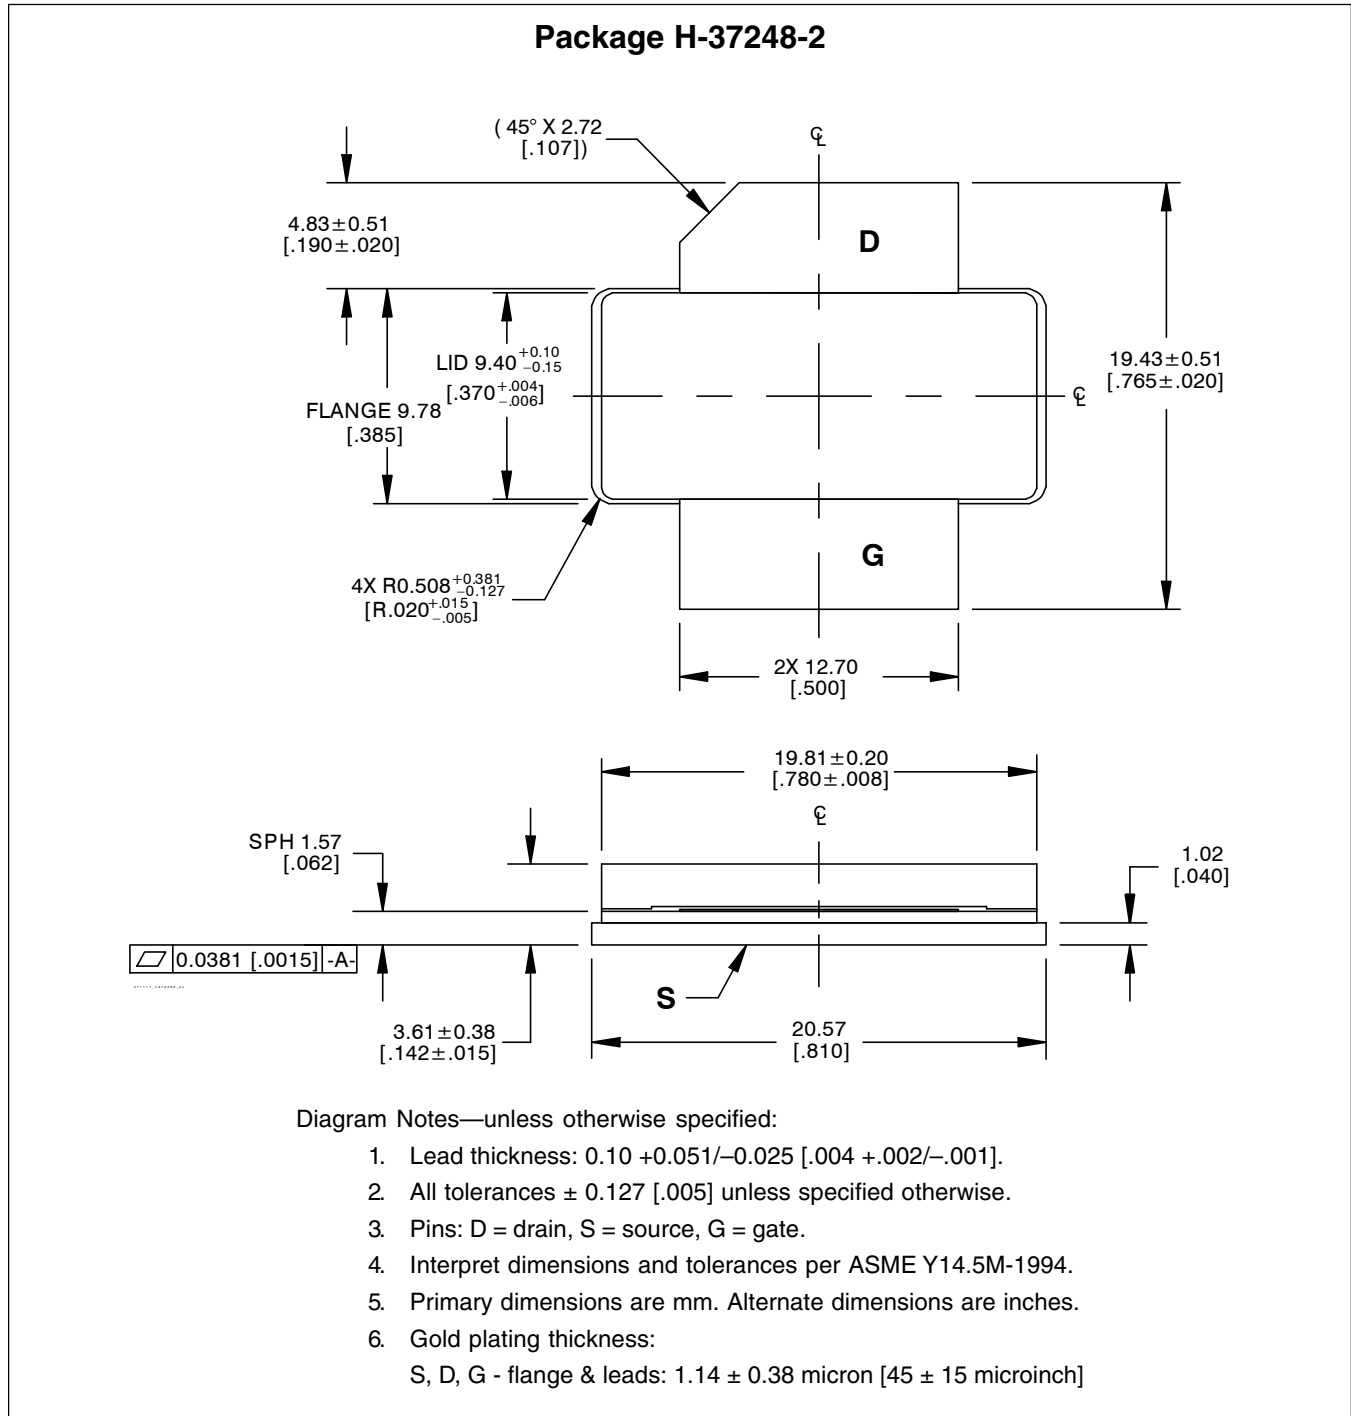 Package H-37248-2
( 45° X 2.72
[.107])
℄
4.83±0.51
[.190±.020]
D
LID 9.40 +0.10 −0.15
[.370 +.004 −.006]
19.43±0.51
[.765±.020]
℄
FLANGE 9.78
[.385]
G
4X R0.508 +0.381 −0.127
[R.020 +.015 −.005]
2X 12.70
[.500]
19.81±0.20
[.780±.008]
℄
SPH 1.57
[.062]
1.02
[.040]
0.0381 [.0015] -A-
S
3.61±0.38
[.142±.015]
20.57
[.810]
Diagram Notes—unless otherwise specified:
1. Lead thickness: 0.10 +0.051/–0.025 [.004 +.002/–.001].
2. All tolerances ± 0.127 [.005] unless specified otherwise.
3. Pins: D = drain, S = source, G = gate.
4. Interpret dimensions and tolerances per ASME Y14.5M-1994.
5. Primary dimensions are mm. Alternate dimensions are inches.
6. Gold plating thickness:
S, D, G - flange & leads: 1.14 ± 0.38 micron [45 ± 15 microinch]